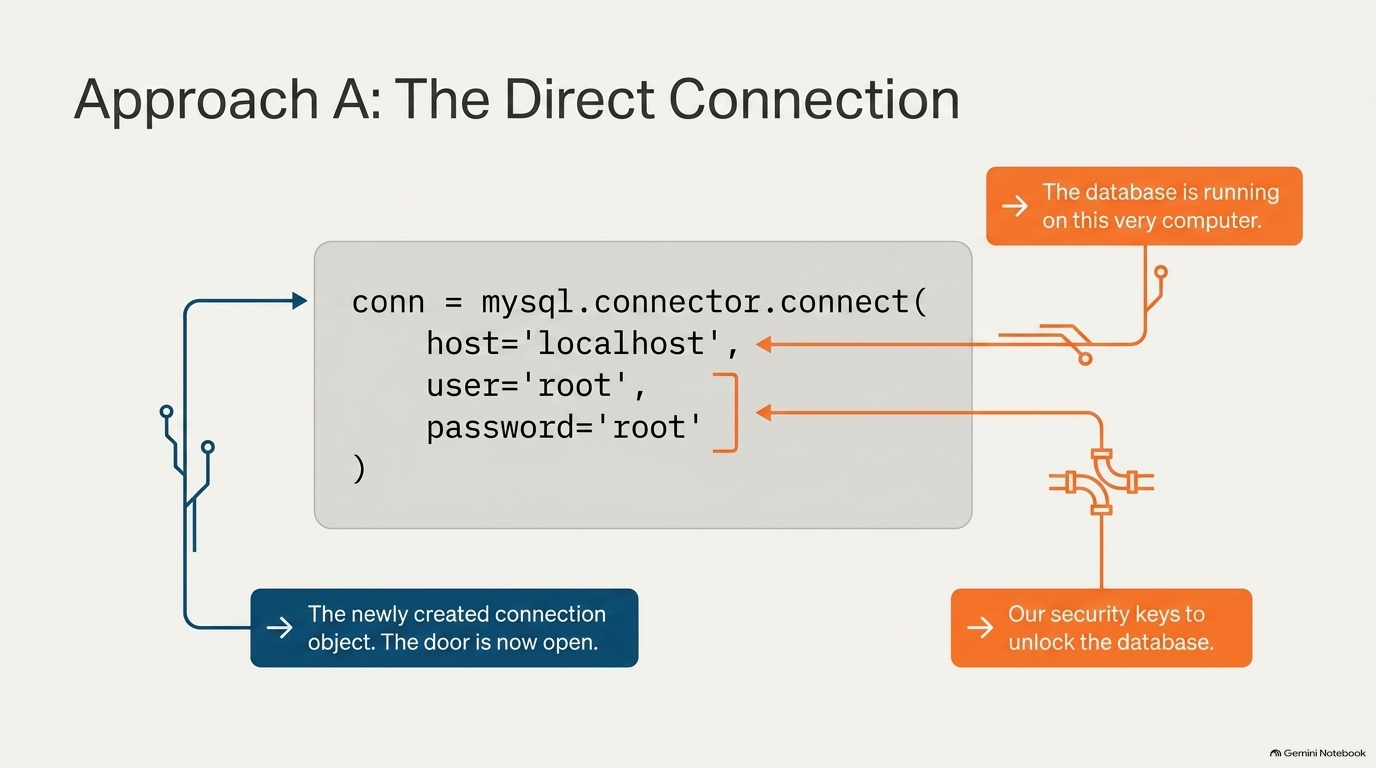 Approach A: The Direct Connection
The database is running
on this very computer.
conn = mysql.connector.connect(
    host='localhost',
    user='root',
    password='root'
)
The newly created connection
object. The door is now open.
Our security keys to
unlock the database.
Gemini Notebook